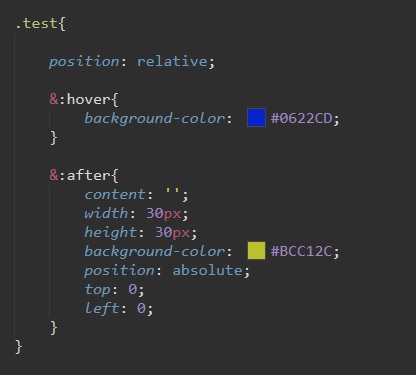 .test{
position: relative;
&:hover{
background-color: #0622CD;
}
&:after{
content: '';
width: 30px;
height: 30px;
background-color: #BCC12C;
position: absolute;
top: 0;
left: 0;
}
}